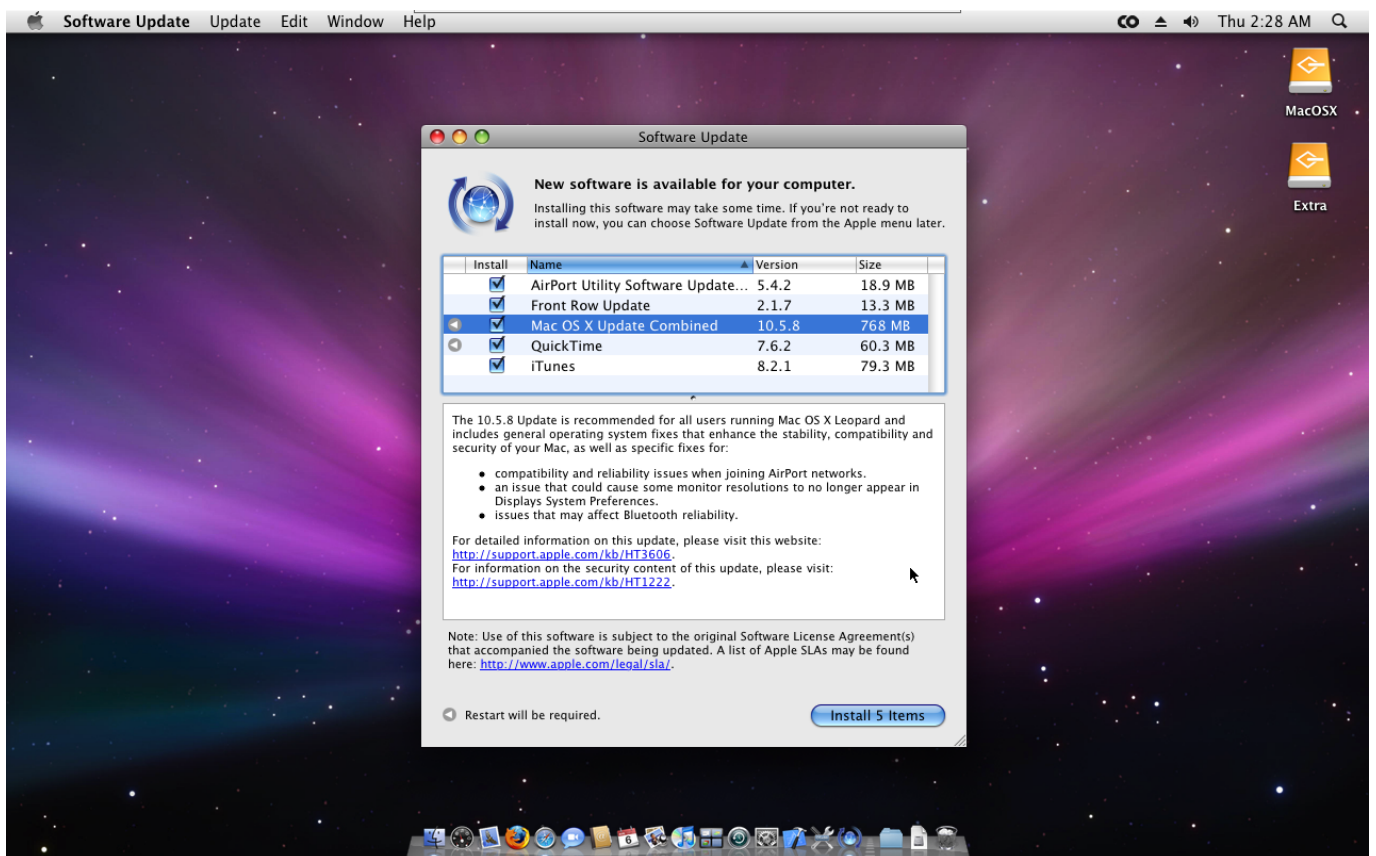 Software Update Update Edit Window Help Thu 2:28 AM
MacOSX
Extra
Software Update
New software is available for your computer.
Installing this software may take some time. If you're not ready to
install now, you can choose Software Update from the Apple menu later.
Install Name Version Size
AirPort Utility Software Update... 5.4.2 18.9 MB
Front Row Update 2.1.7 13.3 MB
Mac OS X Update Combined 10.5.8 768 MB
QuickTime 7.6.2 60.3 MB
iTunes 8.2.1 79.3 MB
The 10.5.8 Update is recommended for all users running Mac OS X Leopard and
includes general operating system fixes that enhance the stability, compatibility and
security of your Mac, as well as specific fixes for:
• compatibility and reliability issues when joining AirPort networks.
• an issue that could cause some monitor resolutions to no longer appear in
Displays System Preferences.
• issues that may affect Bluetooth reliability.
For detailed information on this update, please visit this website:
http://support.apple.com/kb/HT3606.
For information on the security content of this update, please visit:
http://support.apple.com/kb/HT1222.
Note: Use of this software is subject to the original Software License Agreement(s)
that accompanied the software being updated. A list of Apple SLAs may be found
here: http://www.apple.com/legal/sla/.
Restart will be required.
Install 5 Items
6